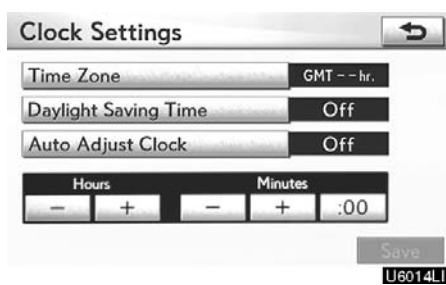 Clock Settings
Time Zone GMT – – hr.
Daylight Saving Time Off
Auto Adjust Clock Off
Hours Minutes
− + − + :00
Save
U6014LI